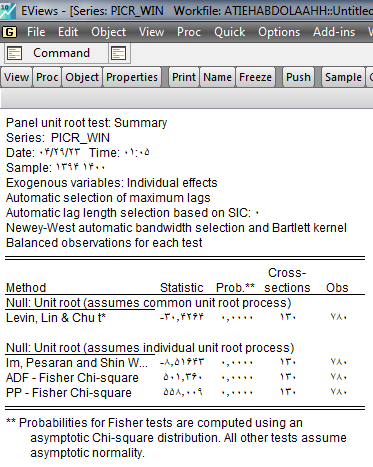 EViews - [Series: PICR_WIN Workfile: ATIEHABDOLAAHH::Untitled
File Edit Object View Proc Quick Options Add-ins
Command
View Proc Object Properties Print Name Freeze Push Sample
Panel unit root test: Summary
Series: PICR_WIN
Date: ۰۴/۲۹/۲۳ Time: ۰۱:۰۵
Sample: ۱۳۹۴ ۱۴۰۰
Exogenous variables: Individual effects
Automatic selection of maximum lags
Automatic lag length selection based on SIC: ۰
Newey-West automatic bandwidth selection and Bartlett kernel
Balanced observations for each test
Cross-
Method Statistic Prob.** sections Obs
Null: Unit root (assumes common unit root process)
Levin, Lin & Chu t* -۳۰,۴۲۶۴ ۰,۰۰۰۰ ۱۳۰ ۷۸۰
Null: Unit root (assumes individual unit root process)
Im, Pesaran and Shin W... -۸,۵۱۶۴۳ ۰,۰۰۰۰ ۱۳۰ ۷۸۰
ADF - Fisher Chi-square ۵۰۱,۳۶۰ ۰,۰۰۰۰ ۱۳۰ ۷۸۰
PP - Fisher Chi-square ۵۵۸,۰۰۹ ۰,۰۰۰۰ ۱۳۰ ۷۸۰
** Probabilities for Fisher tests are computed using an
asymptotic Chi-square distribution. All other tests assume
asymptotic normality.